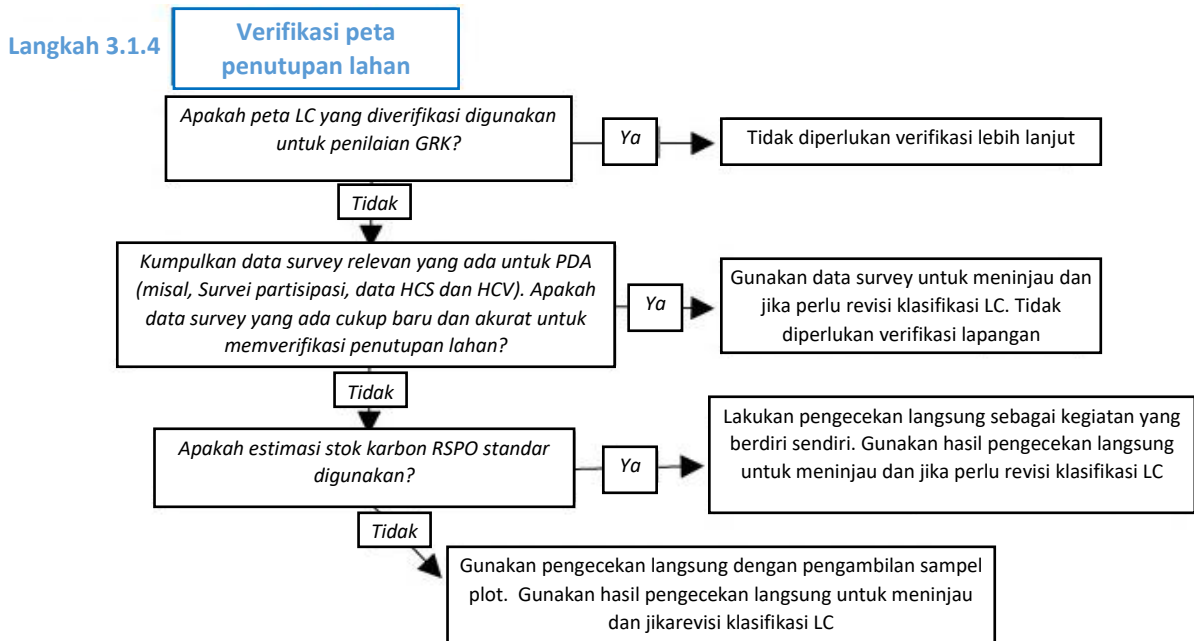 Langkah 3.1.4
Verifikasi peta
penutupan lahan
Apakah peta LC yang diverifikasi digunakan
untuk penilaian GRK?
Ya
Tidak diperlukan verifikasi lebih lanjut
Tidak
Kumpulkan data survey relevan yang ada untuk PDA
(misal, Survei partisipasi, data HCS dan HCV). Apakah
data survey yang ada cukup baru dan akurat untuk
memverifikasi penutupan lahan?
Ya
Gunakan data survey untuk meninjau dan
jika perlu revisi klasifikasi LC. Tidak
diperlukan verifikasi lapangan
Tidak
Apakah estimasi stok karbon RSPO standar
digunakan?
Ya
Lakukan pengecekan langsung sebagai kegiatan yang
berdiri sendiri. Gunakan hasil pengecekan langsung
untuk meninjau dan jika perlu revisi klasifikasi LC
Tidak
Gunakan pengecekan langsung dengan pengambilan sampel
plot.  Gunakan hasil pengecekan langsung untuk meninjau
dan jikarevisi klasifikasi LC